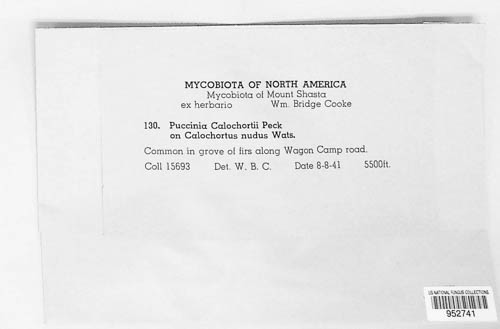 MYCOBIOTA OF NORTH AMERICA
Mycobiota of Mount Shasta
ex herbario Wm. Bridge Cooke
130. Puccinia Calochortii Peck
on Calochortus nudus Wats.
Common in grove of firs along Wagon Camp road.
Coll 15693 Det. W. B. C. Date 8-8-41 5500ft.
US NATIONAL FUNGUS COLLECTIONS
952741